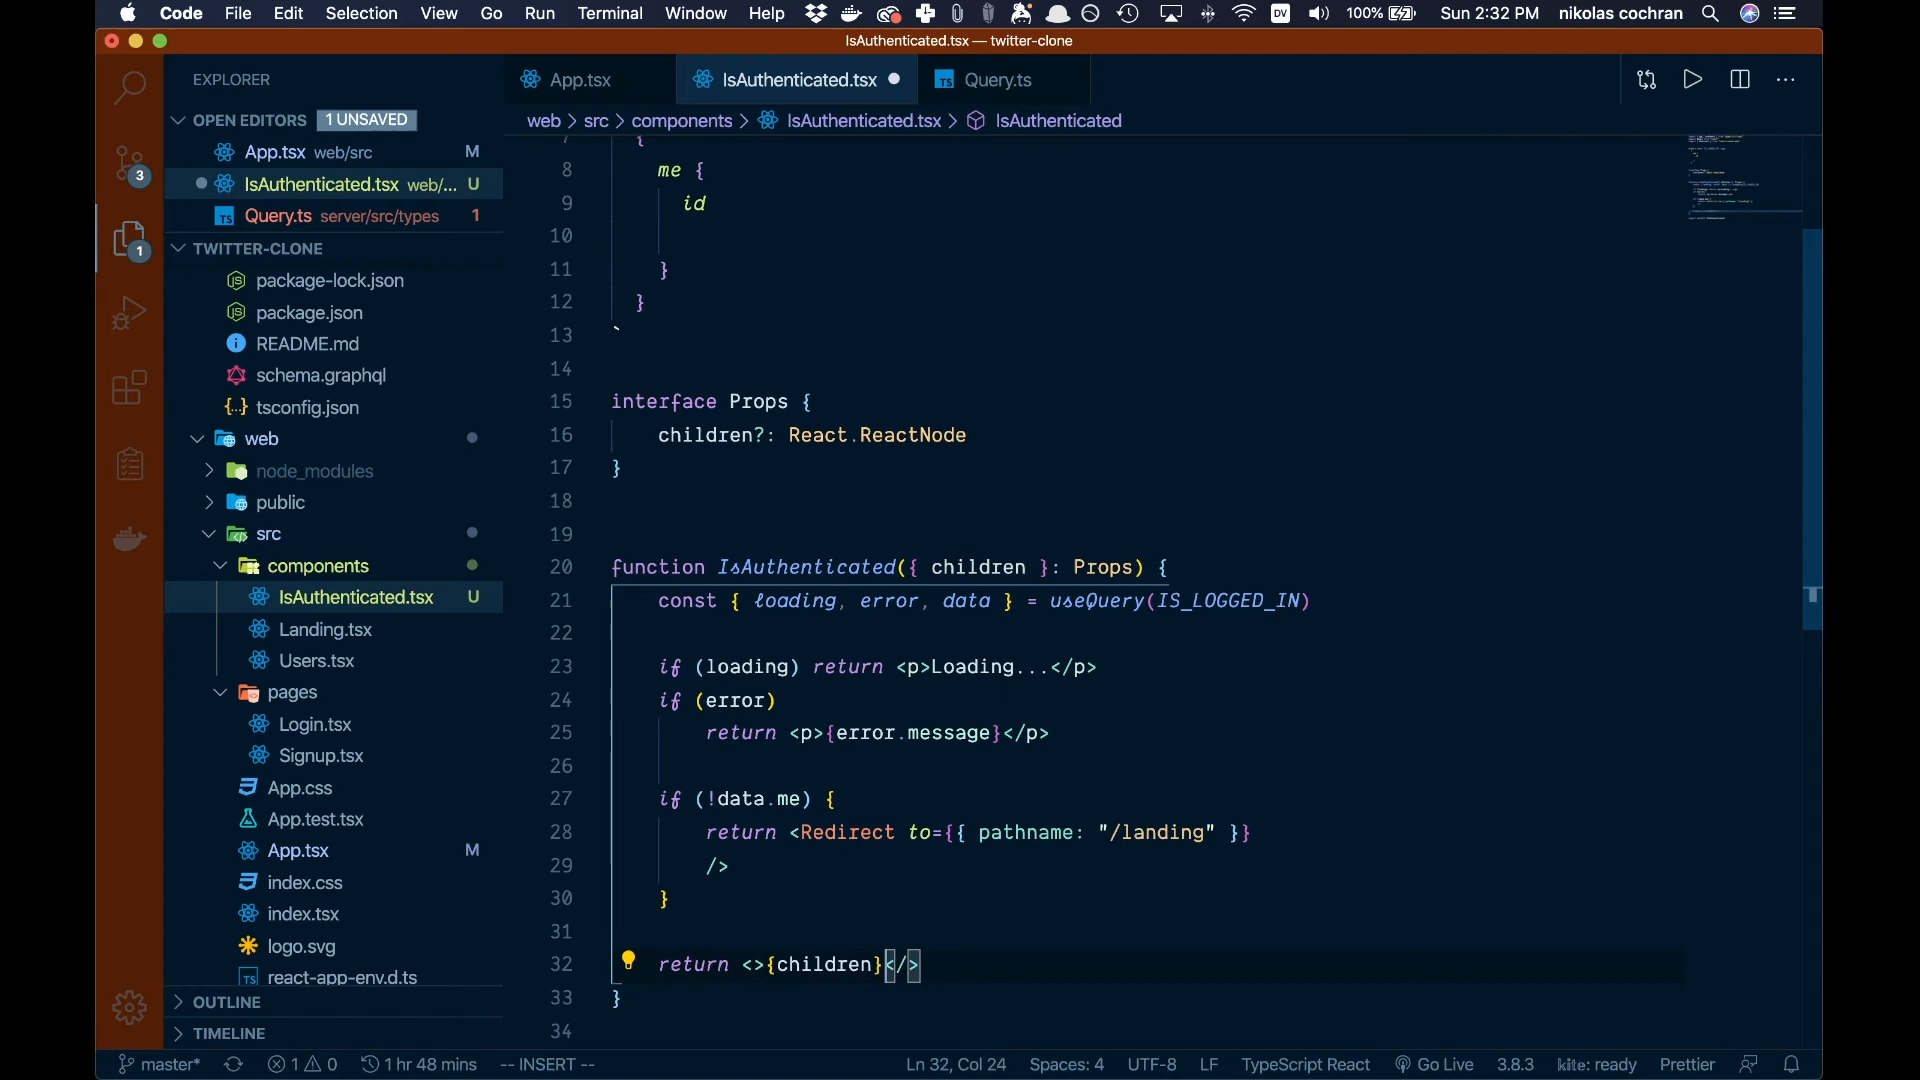 Code File Edit Selection View Go Run Terminal Window Help DV 100% Sun 2:32 PM nikolas cochran
IsAuthenticated.tsx — twitter-clone
EXPLORER
OPEN EDITORS 1 UNSAVED
App.tsx web/src M
IsAuthenticated.tsx web/... U
TS Query.ts server/src/types 1
TWITTER-CLONE
package-lock.json
package.json
README.md
schema.graphql
{..} tsconfig.json
web
node_modules
public
src
components
IsAuthenticated.tsx U
Landing.tsx
Users.tsx
pages
Login.tsx
Signup.tsx
App.css
App.test.tsx
App.tsx M
index.css
index.tsx
logo.svg
TS react-app-env.d.ts
OUTLINE
TIMELINE
3
1
App.tsx IsAuthenticated.tsx TS Query.ts
web > src > components > IsAuthenticated.tsx > IsAuthenticated
7 {
8 me {
9 id
10
11 }
12 }
13 `
14
15 interface Props {
16 children?: React.ReactNode
17 }
18
19
20 function IsAuthenticated({ children }: Props) {
21 const { loading, error, data } = useQuery(IS_LOGGED_IN)
22
23 if (loading) return <p>Loading...</p>
24 if (error)
25 return <p>{error.message}</p>
26
27 if (!data.me) {
28 return <Redirect to={{ pathname: "/landing" }}
29 />
30 }
31
32 return <>{children}</>
33 }
34
master* 1 0 1 hr 48 mins -- INSERT -- Ln 32, Col 24 Spaces: 4 UTF-8 LF TypeScript React Go Live 3.8.3 kite: ready Prettier